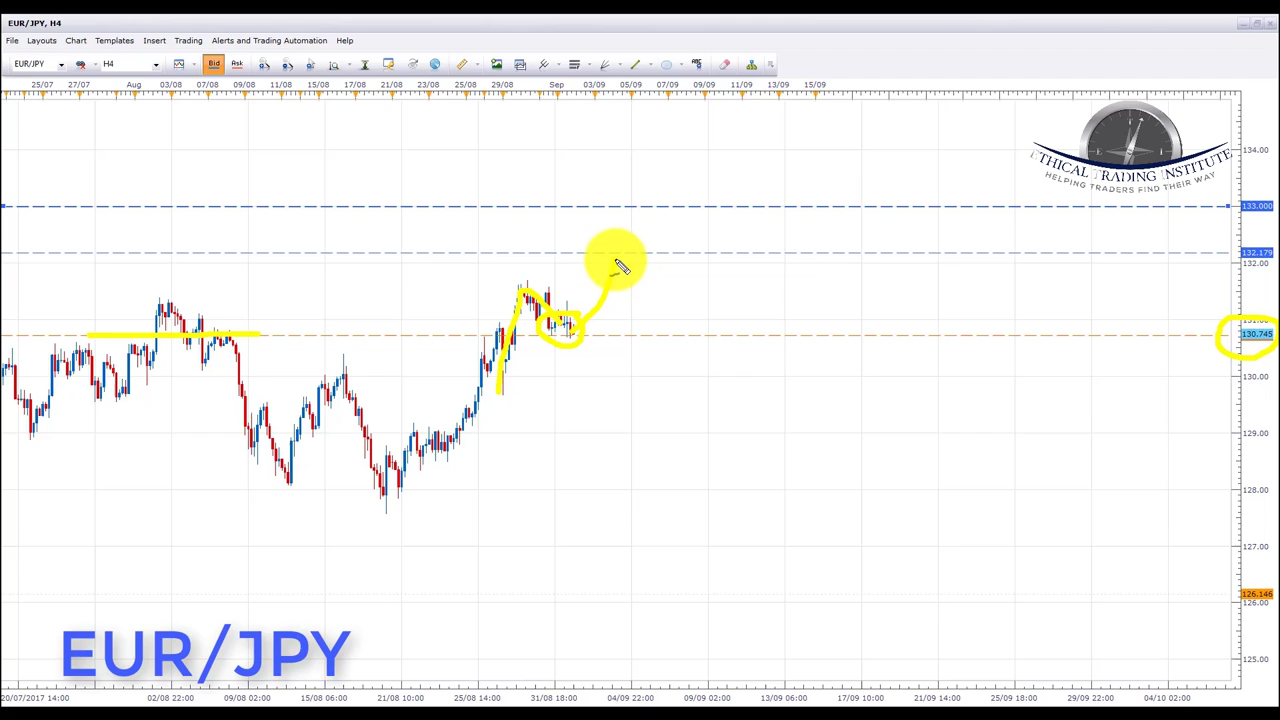 EUR/JPY, H4
File Layouts Chart Templates Insert Trading Alerts and Trading Automation Help
EUR/JPY H4 Bid Ask ABC
25/07 27/07 Aug 03/08 07/08 09/08 11/08 15/08 17/08 21/08 23/08 25/08 29/08 Sep 03/09 05/09 07/09 11/09 13/09 15/09
ETHICAL TRADING INSTITUTE
HELPING TRADERS FIND THEIR WAY
134.00
133.000
132.179
132.00
131.00
130.745
130.00
129.00
128.00
127.00
126.146
126.00
125.00
EUR/JPY
20/07/2017 14:00 02/08 22:00 09/08 02:00 15/08 06:00 21/08 10:00 25/08 14:00 31/08 18:00 04/09 22:00 09/09 02:00 13/09 06:00 17/09 10:00 21/09 14:00 25/09 18:00 29/09 22:00 04/10 02:00